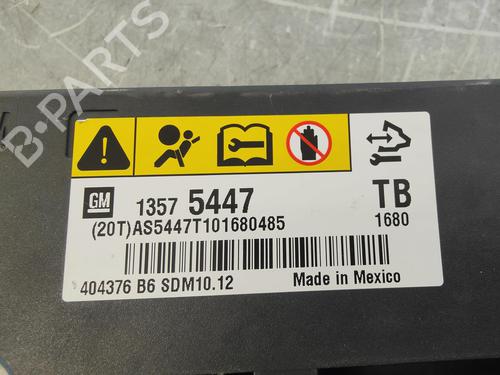 B-PARTS
GM 1357 5447 TB
(20T)AS5447T101680485 1680
404376 B6 SDM10.12 Made in Mexico